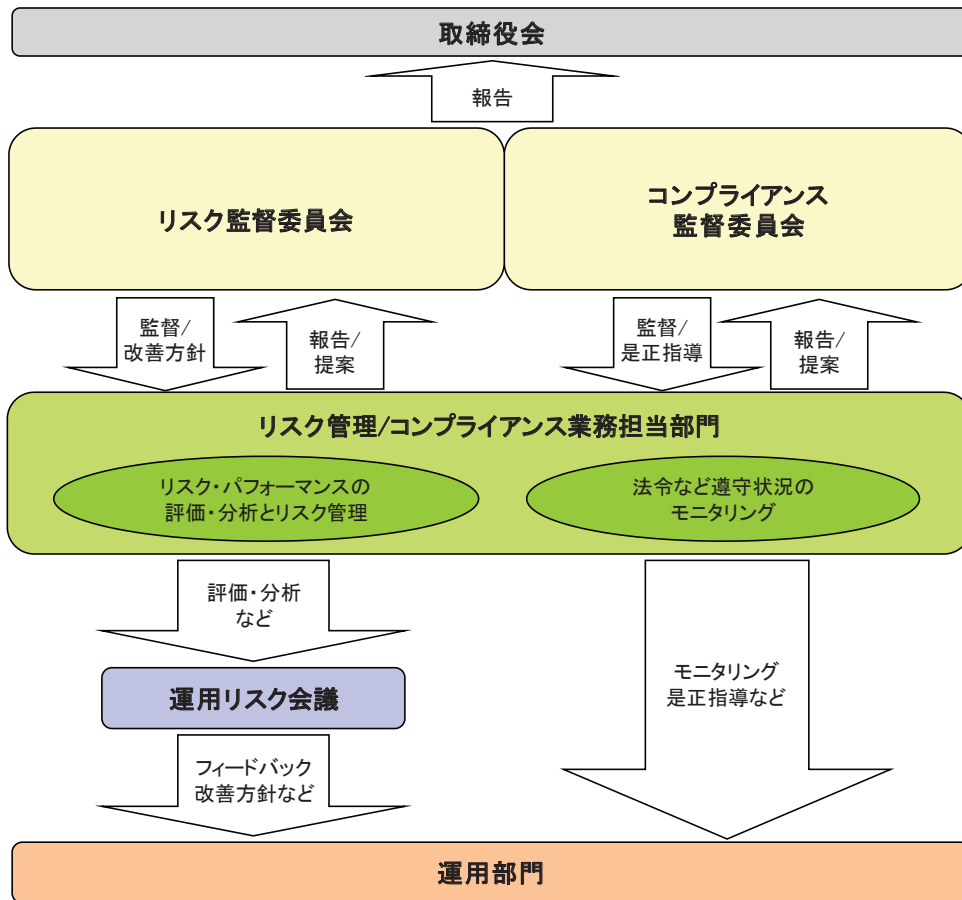 取締役会
報告
リスク監督委員会
コンプライアンス
監督委員会
監督/
改善方針
報告/
提案
監督/
是正指導
報告/
提案
リスク管理/コンプライアンス業務担当部門
リスク・パフォーマンスの
評価・分析とリスク管理
法令など遵守状況の
モニタリング
評価・分析
など
運用リスク会議
モニタリング
是正指導など
フィードバック
改善方針など
運用部門